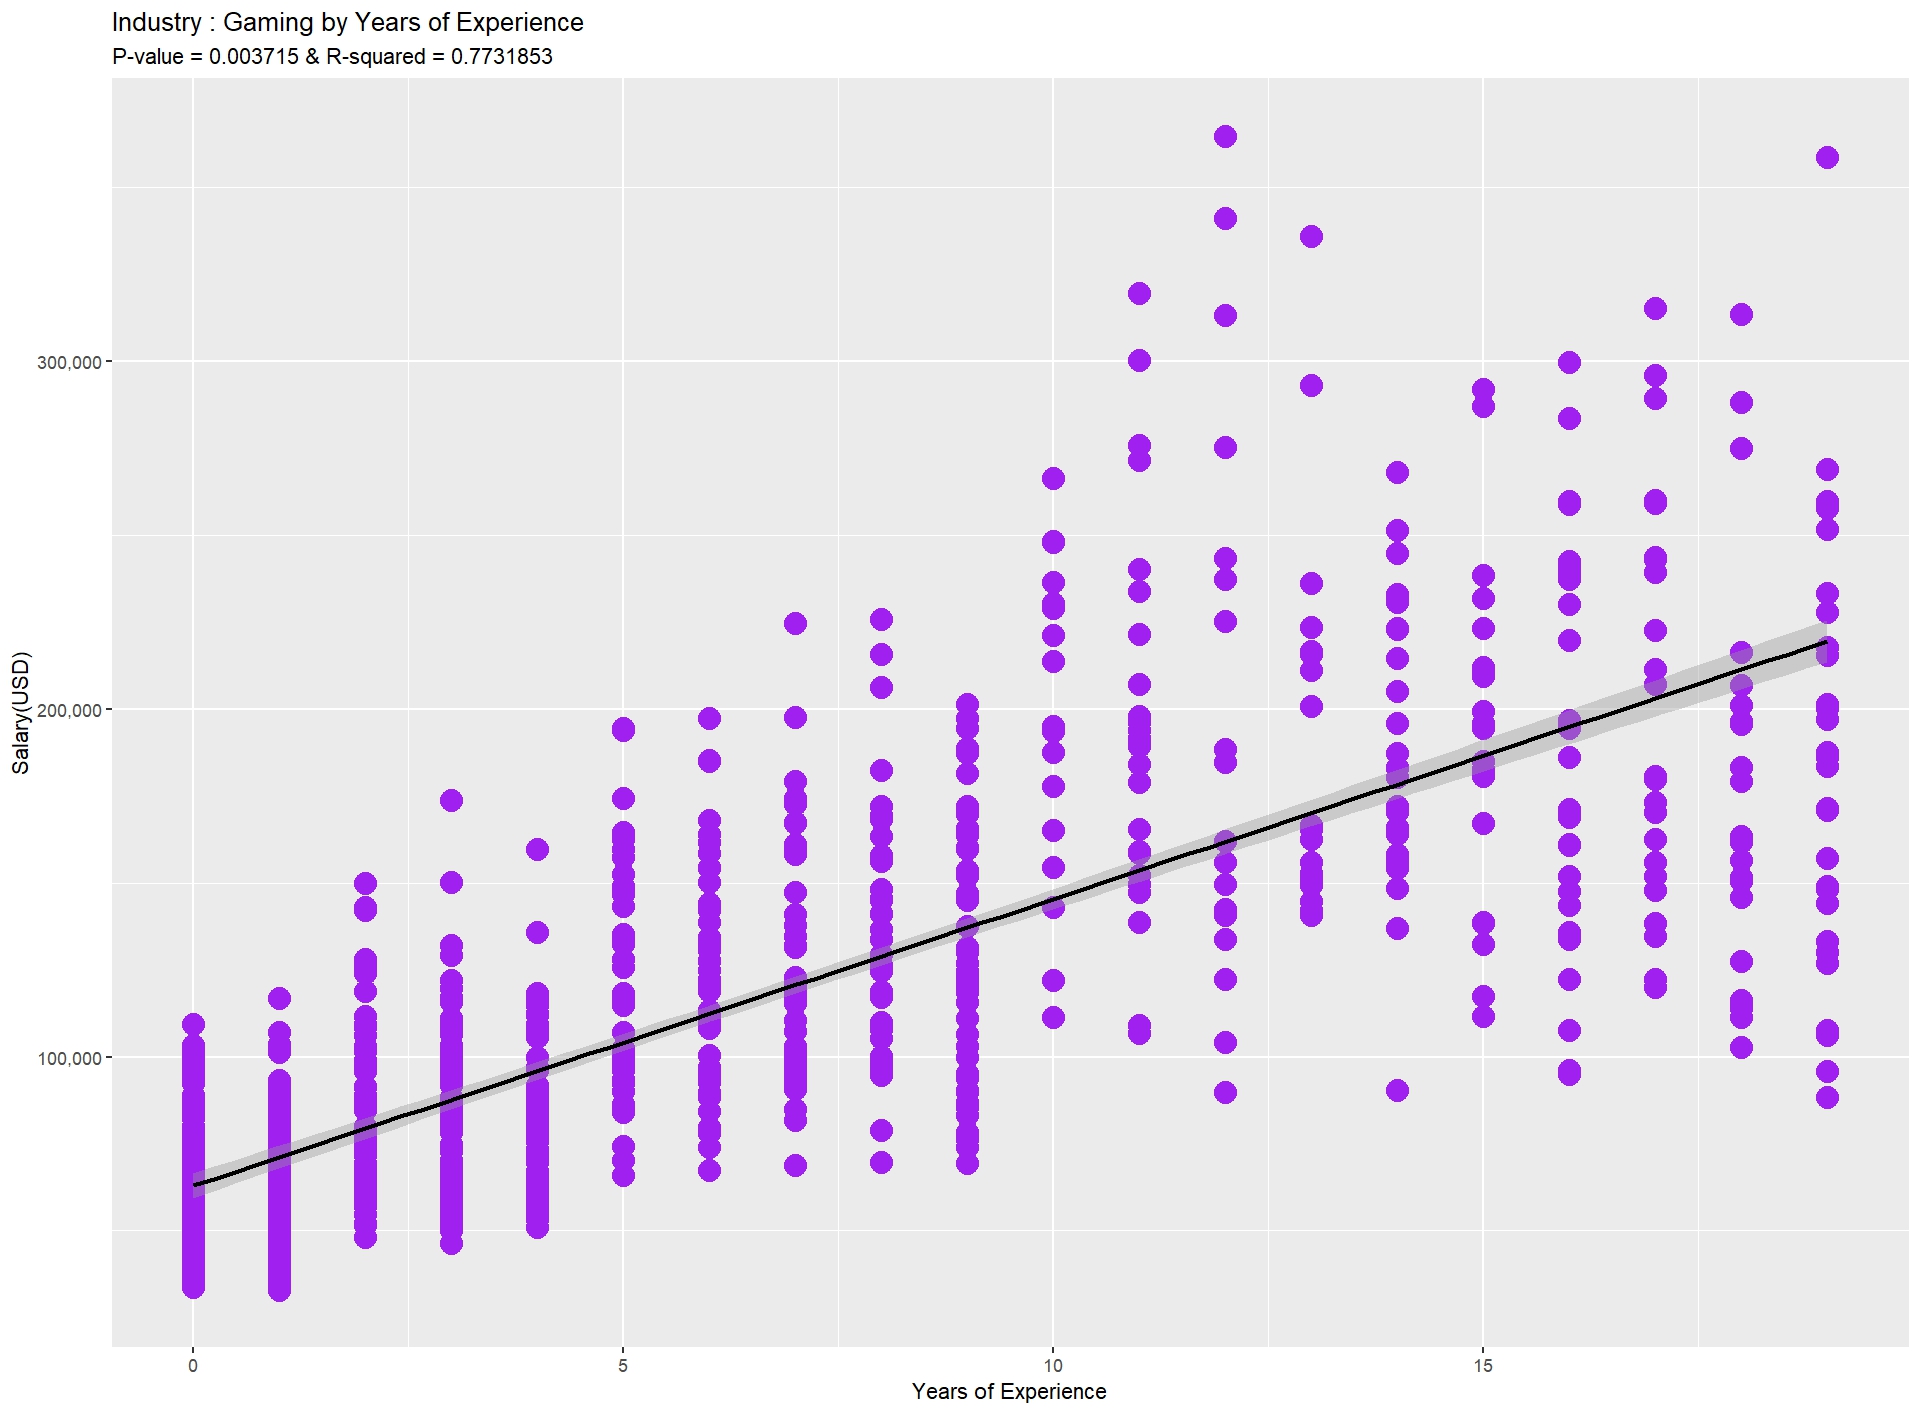 Industry : Gaming by Years of Experience
P-value = 0.003715 & R-squared = 0.7731853
300,000
200,000
100,000
Salary(USD)
0 5 10 15
Years of Experience